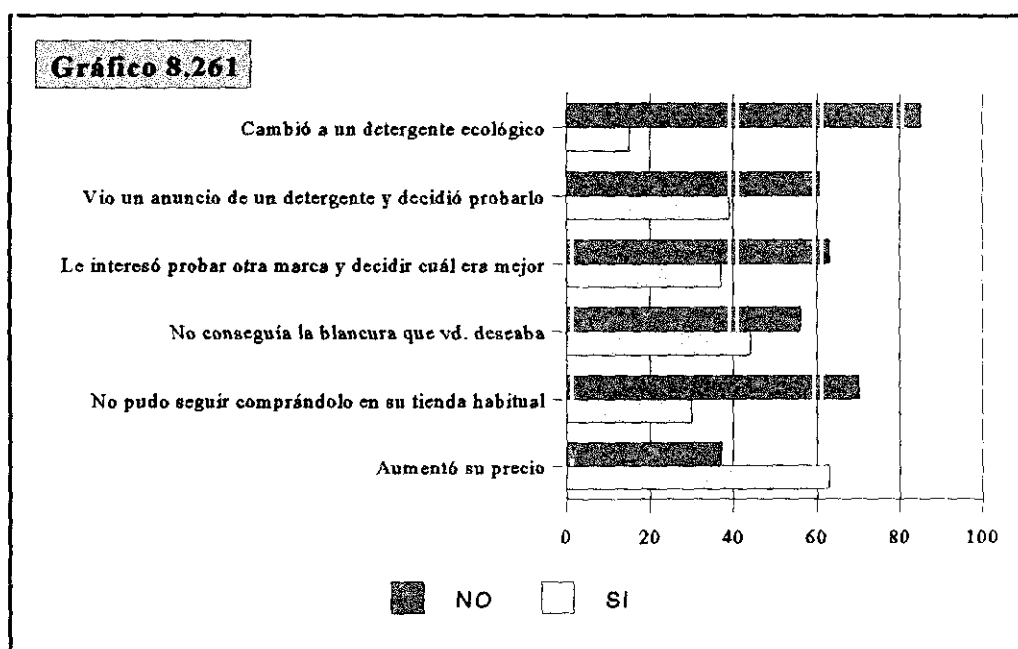 Gráfico 8.261
Cambió a un detergente ecológico
Vio un anuncio de un detergente y decidió probarlo
Le interesó probar otra marca y decidir cuál era mejor
No conseguía la blancura que vd. deseaba
No pudo seguir comprándolo en su tienda habitual
Aumentó su precio
0 20 40 60 80 100
NO SÍ